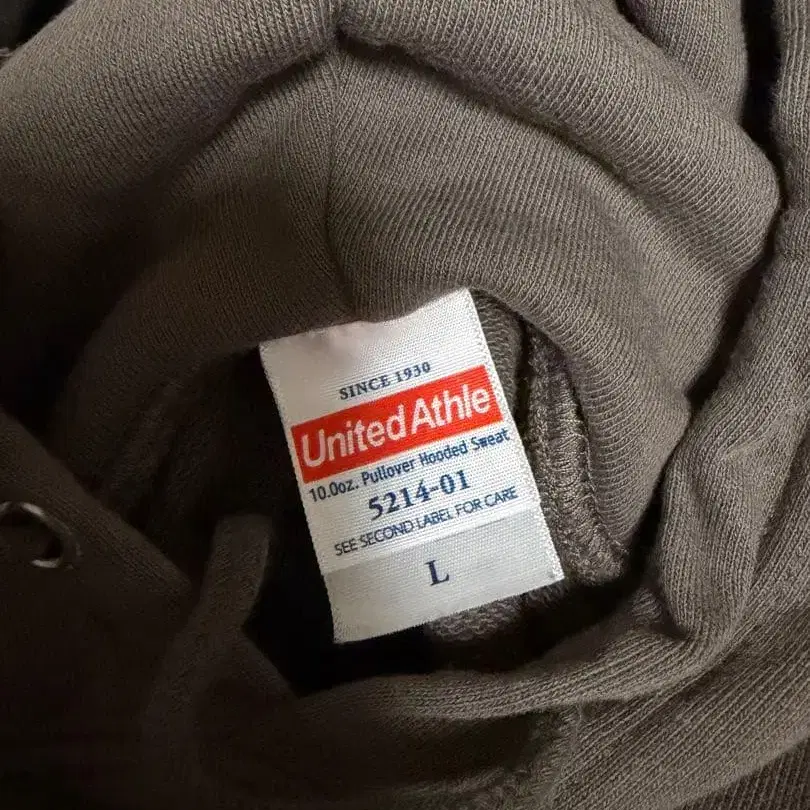 SINCE 1930
United Athle
10.0oz. Pullover Hooded Sweat
5214-01
SEE SECOND LABEL FOR CARE
L